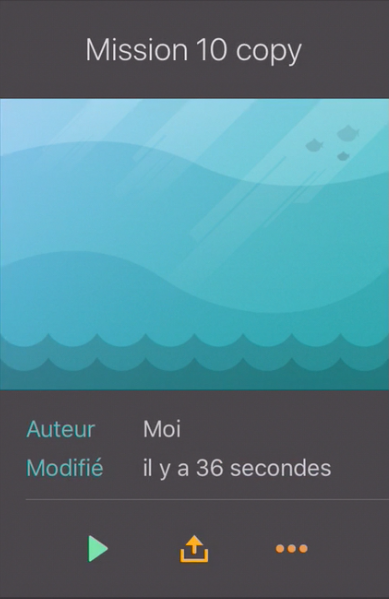 Mission 10 copy
Auteur Moi
Modifié il y a 36 secondes